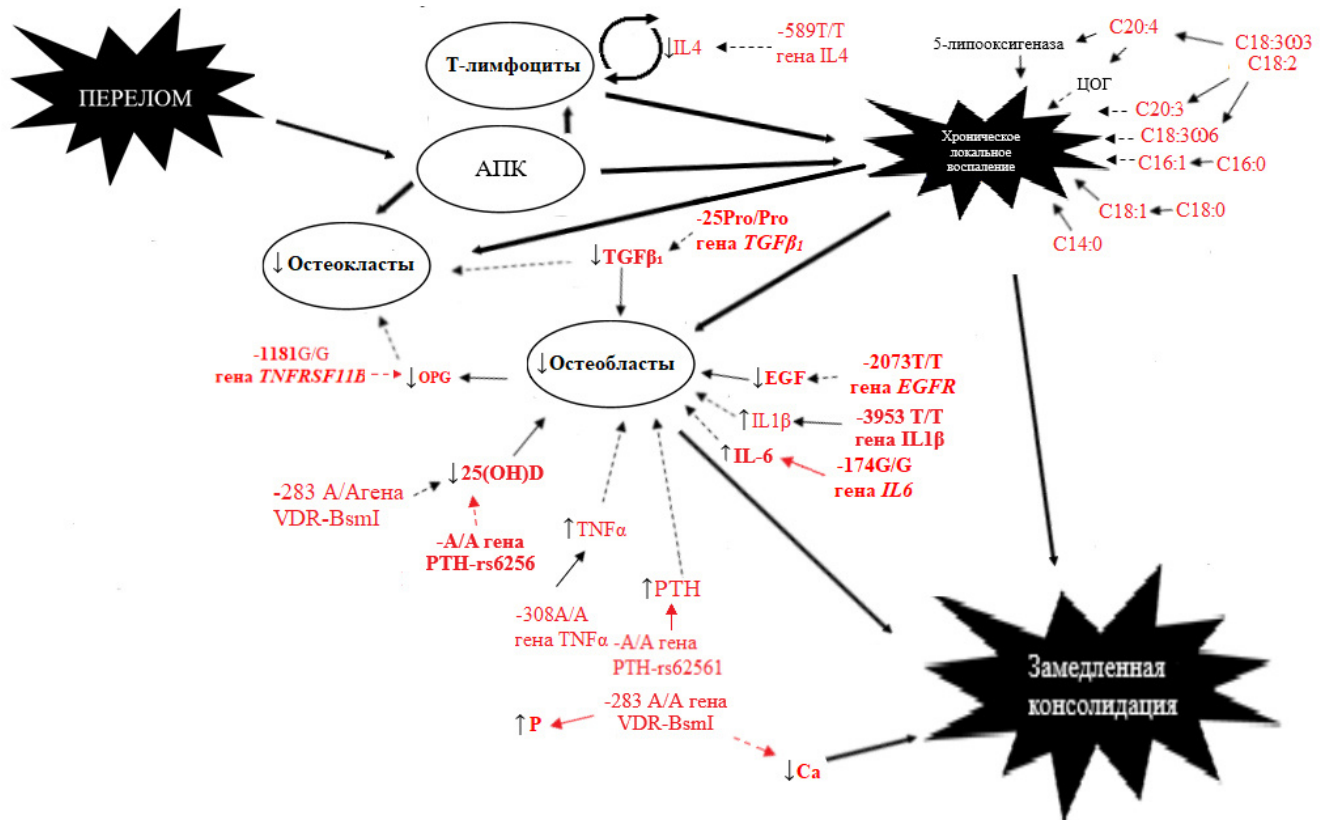 ПЕРЕЛОМ
Т-лимфоциты
↓IL4
-589T/T
гена IL4
5-липооксигеназа
C20:4
C18:3ω3
C18:2
ЦОГ
C20:3
C18:3ω6
C16:1
C16:0
C18:1
C18:0
C14:0
Хроническое
локальное
воспаление
АПК
-25Pro/Pro
гена TGFβ1
↓TGFβ1
↓Остеокласты
-1181G/G
гена TNFRSF11B
↓OPG
↓Остеобласты
↓EGF
-2073T/T
гена EGFR
↑IL1β
-3953 T/T
гена IL1β
↑IL-6
-174G/G
гена IL6
↓25(OH)D
-283 A/Aгена
VDR-BsmI
-A/A гена
PTH-rs6256
↑TNFα
-308A/A
гена TNFα
↑PTH
-A/A гена
PTH-rs62561
-283 A/A гена
VDR-BsmI
↑P
↓Ca
Замедленная
консолидация